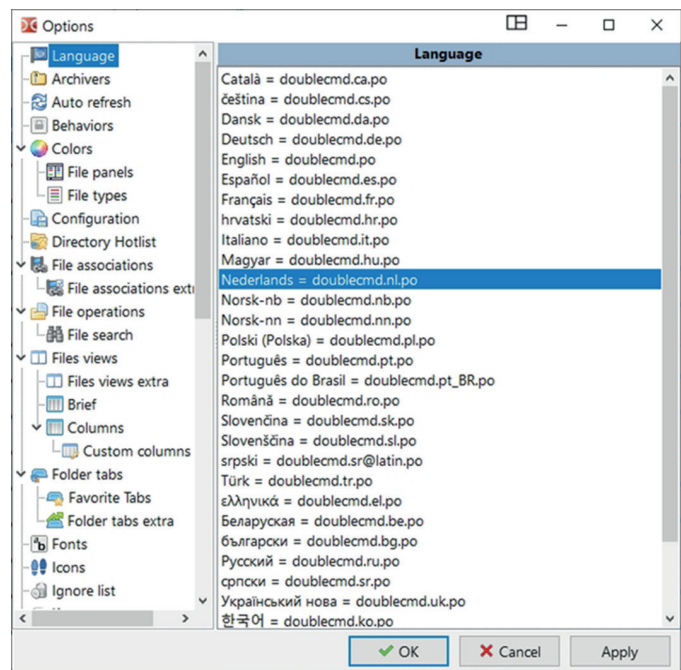 Options
Language
Archivers
Auto refresh
Behaviors
Colors
File panels
File types
Configuration
Directory Hotlist
File associations
File associations extr
File operations
File search
Files views
Files views extra
Brief
Columns
Custom columns
Folder tabs
Favorite Tabs
Folder tabs extra
Fonts
Icons
Ignore list
Language
Català = doublecmd.ca.po
čeština = doublecmd.cs.po
Dansk = doublecmd.da.po
Deutsch = doublecmd.de.po
English = doublecmd.po
Español = doublecmd.es.po
Français = doublecmd.fr.po
hrvatski = doublecmd.hr.po
Italiano = doublecmd.it.po
Magyar = doublecmd.hu.po
Nederlands = doublecmd.nl.po
Norsk-nb = doublecmd.nb.po
Norsk-nn = doublecmd.nn.po
Polski (Polska) = doublecmd.pl.po
Português = doublecmd.pt.po
Português do Brasil = doublecmd.pt_BR.po
Română = doublecmd.ro.po
Slovenčina = doublecmd.sk.po
Slovenščina = doublecmd.sl.po
srpski = doublecmd.sr@latin.po
Türk = doublecmd.tr.po
ελληνικά = doublecmd.el.po
Беларуская = doublecmd.be.po
български = doublecmd.bg.po
Русский = doublecmd.ru.po
српски = doublecmd.sr.po
Український нова = doublecmd.uk.po
한국어 = doublecmd.ko.po
OK
Cancel
Apply